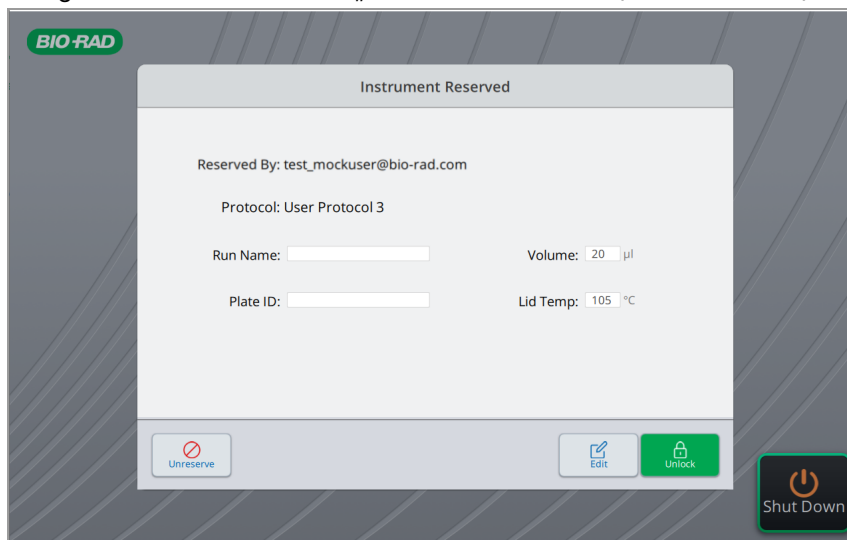 BIO-RAD
Instrument Reserved
Reserved By: test_mockuser@bio-rad.com
Protocol: User Protocol 3
Run Name:
Volume: 20 µl
Plate ID:
Lid Temp: 105 °C
Unreserve
Edit
Unlock
Shut Down